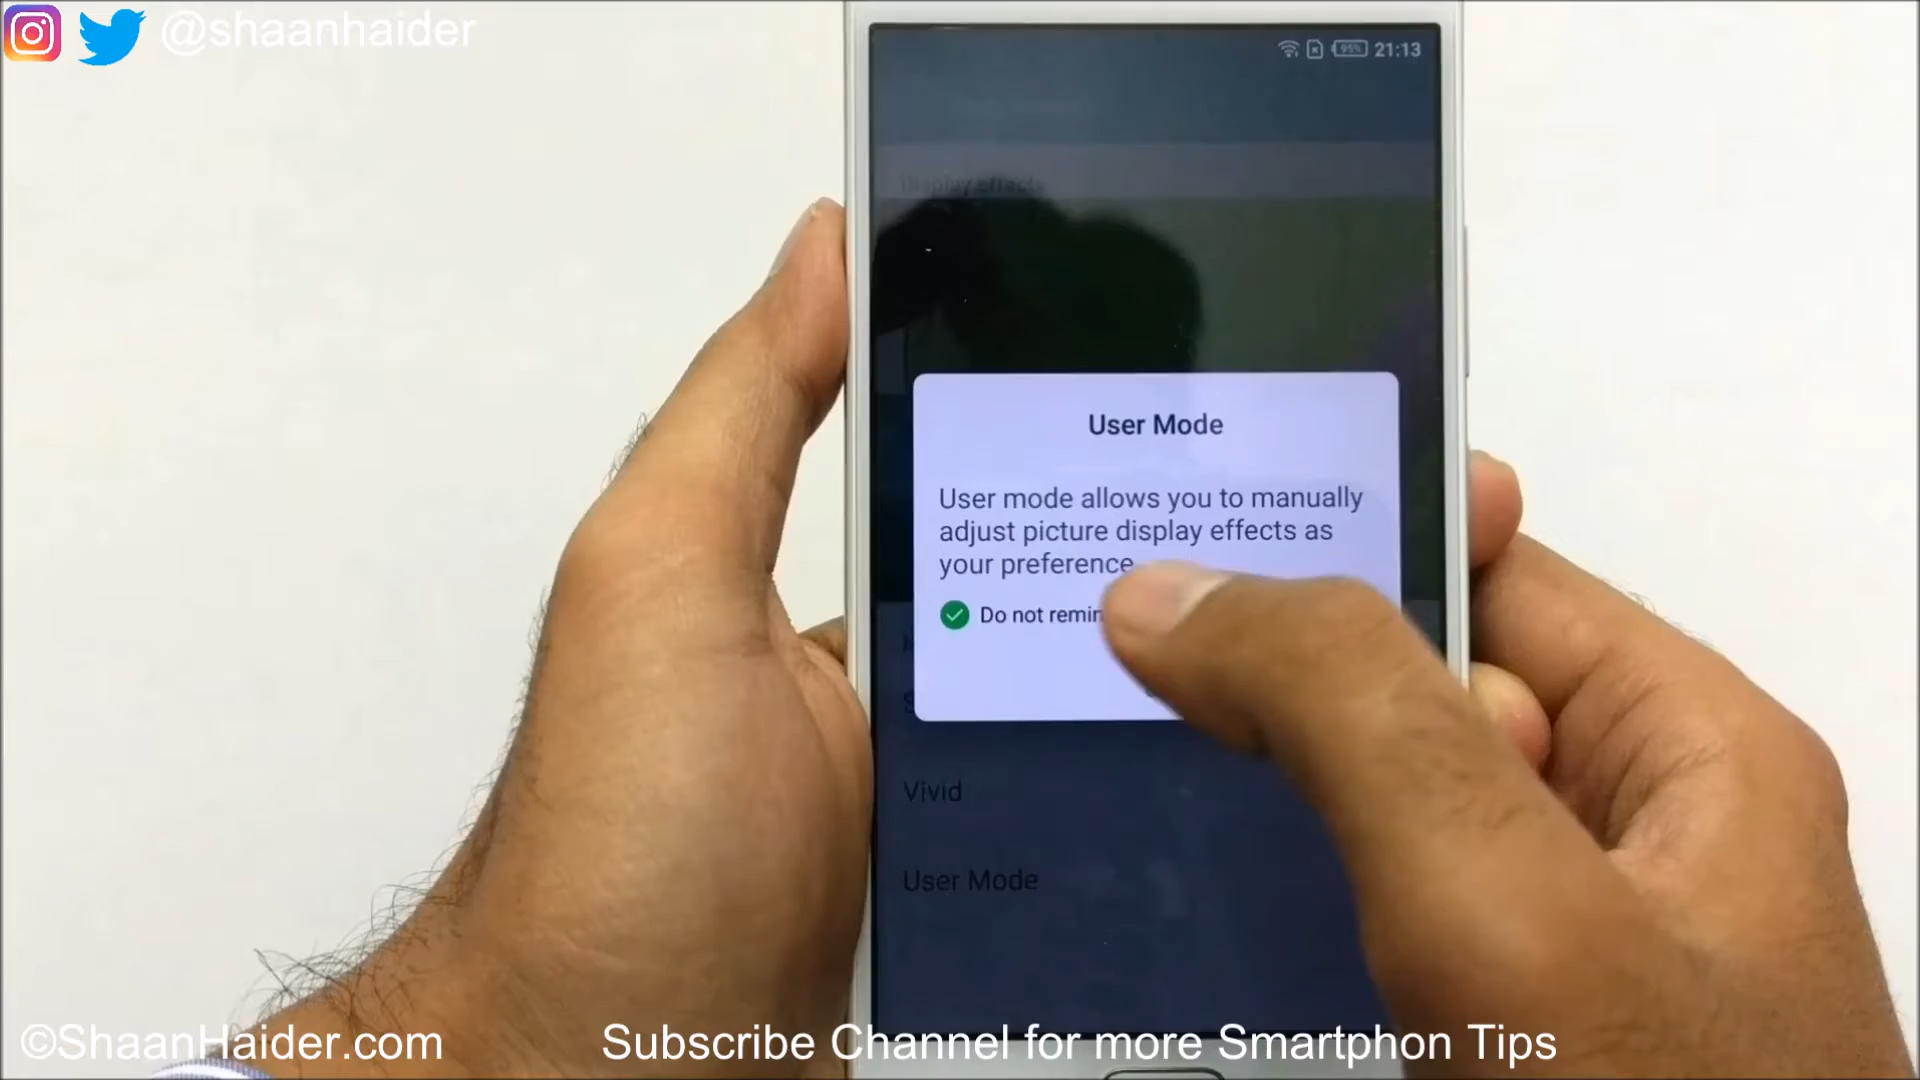 @shaanhaider
95% 21:13
Display effects
User Mode
User mode allows you to manually
adjust picture display effects as
your preference
Do not remin
Vivid
User Mode
©ShaanHaider.com
Subscribe Channel for more Smartphon Tips